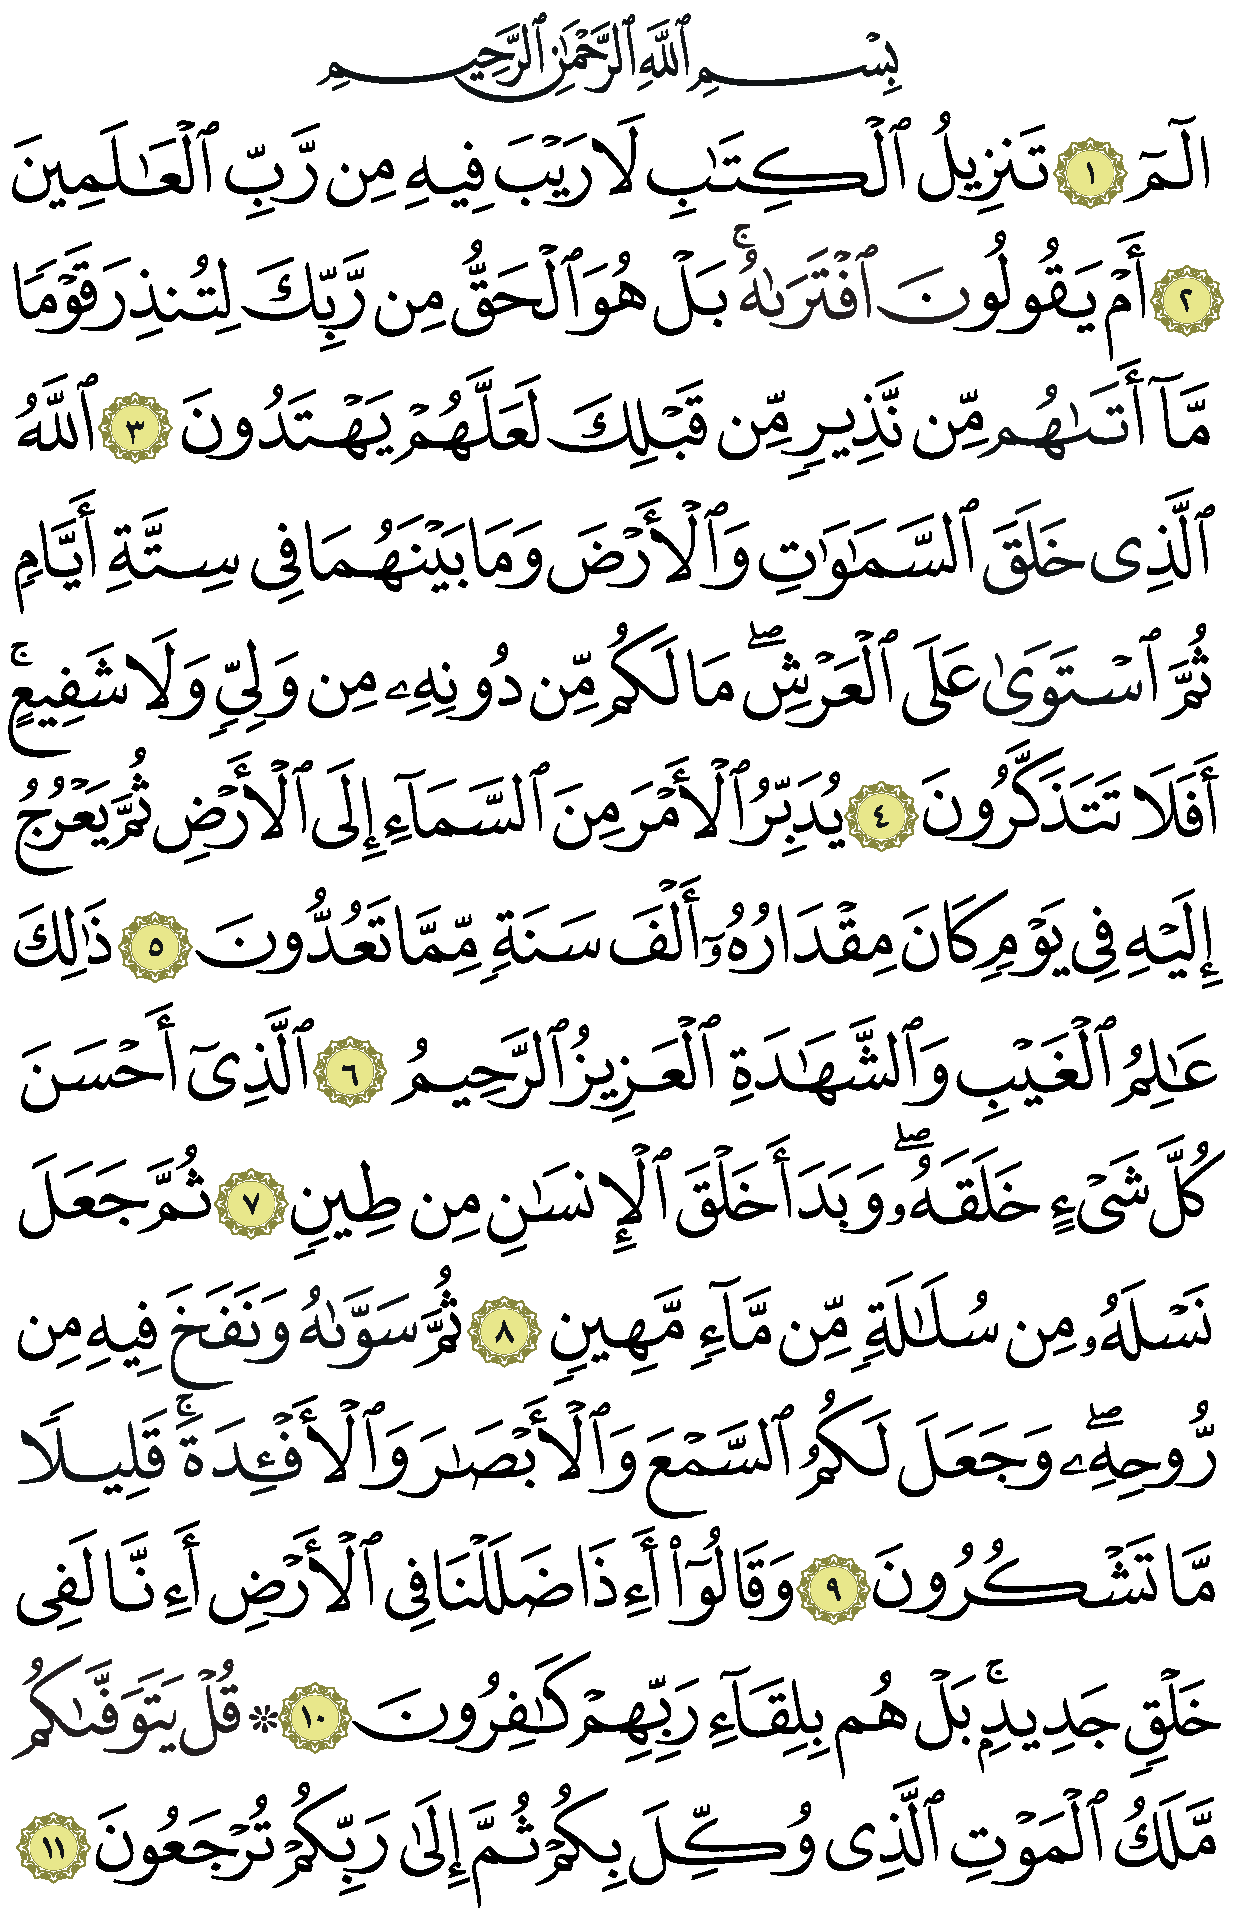 بِسْمِ ٱللَّهِ ٱلرَّحْمَٰنِ ٱلرَّحِيمِ
الٓمٓ ١ تَنزِيلُ ٱلْكِتَٰبِ لَا رَيْبَ فِيهِ مِن رَّبِّ ٱلْعَٰلَمِينَ
٢ أَمْ يَقُولُونَ ٱفْتَرَىٰهُ ۚ بَلْ هُوَ ٱلْحَقُّ مِن رَّبِّكَ لِتُنذِرَ قَوْمًا
مَّآ أَتَىٰهُم مِّن نَّذِيرٍ مِّن قَبْلِكَ لَعَلَّهُمْ يَهْتَدُونَ ٣ ٱللَّهُ
ٱلَّذِى خَلَقَ ٱلسَّمَٰوَٰتِ وَٱلْأَرْضَ وَمَا بَيْنَهُمَا فِى سِتَّةِ أَيَّامٍ
ثُمَّ ٱسْتَوَىٰ عَلَى ٱلْعَرْشِ ۖ مَا لَكُم مِّن دُونِهِۦ مِن وَلِىٍّ وَلَا شَفِيعٍ ۚ
أَفَلَا تَتَذَكَّرُونَ ٤ يُدَبِّرُ ٱلْأَمْرَ مِنَ ٱلسَّمَآءِ إِلَى ٱلْأَرْضِ ثُمَّ يَعْرُجُ
إِلَيْهِ فِى يَوْمٍ كَانَ مِقْدَارُهُۥٓ أَلْفَ سَنَةٍ مِّمَّا تَعُدُّونَ ٥ ذَٰلِكَ
عَٰلِمُ ٱلْغَيْبِ وَٱلشَّهَٰدَةِ ٱلْعَزِيزُ ٱلرَّحِيمُ ٦ ٱلَّذِىٓ أَحْسَنَ
كُلَّ شَىْءٍ خَلَقَهُۥ ۖ وَبَدَأَ خَلْقَ ٱلْإِنسَٰنِ مِن طِينٍ ٧ ثُمَّ جَعَلَ
نَسْلَهُۥ مِن سُلَٰلَةٍ مِّن مَّآءٍ مَّهِينٍ ٨ ثُمَّ سَوَّىٰهُ وَنَفَخَ فِيهِ مِن
رُّوحِهِۦ ۖ وَجَعَلَ لَكُمُ ٱلسَّمْعَ وَٱلْأَبْصَٰرَ وَٱلْأَفْـِٔدَةَ ۚ قَلِيلًا
مَّا تَشْكُرُونَ ٩ وَقَالُوٓا۟ أَءِذَا ضَلَلْنَا فِى ٱلْأَرْضِ أَءِنَّا لَفِى
خَلْقٍ جَدِيدٍۭ ۚ بَلْ هُم بِلِقَآءِ رَبِّهِمْ كَٰفِرُونَ ١٠ ۞ قُلْ يَتَوَفَّىٰكُم
مَّلَكُ ٱلْمَوْتِ ٱلَّذِى وُكِّلَ بِكُمْ ثُمَّ إِلَىٰ رَبِّكُمْ تُرْجَعُونَ ١١